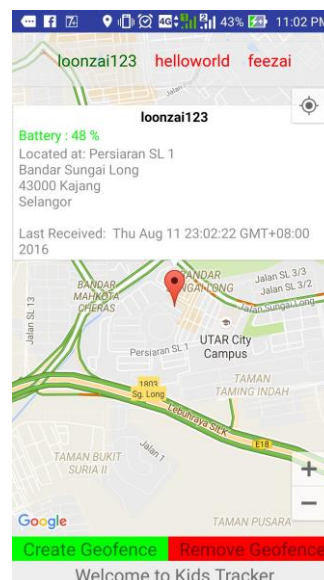 4G 43% 11:02 PM
loonzai123 helloworld feezai
loonzai123
Battery : 48 %
Located at: Persiaran SL 1
Bandar Sungai Long
43000 Kajang
Selangor
Last Received: Thu Aug 11 23:02:22 GMT+08:00
2016
BANDAR
MAHKOTA
CHERAS
BANDAR
SUNGAI LONG
Jalan SL 3/3
Jalan SL 3/2
Jalan Sungai Long
Jalan SL 13
UTAR City
Campus
Persiaran SL 1
1803
Sg. Long
TAMAN
TAMING INDAH
Lebuhraya SILK
E18
Jalan 1
TAMAN BUKIT
SURIA II
+
−
Google
TAMAN PUSARA
Create Geofence Remove Geofence
Welcome to Kids Tracker